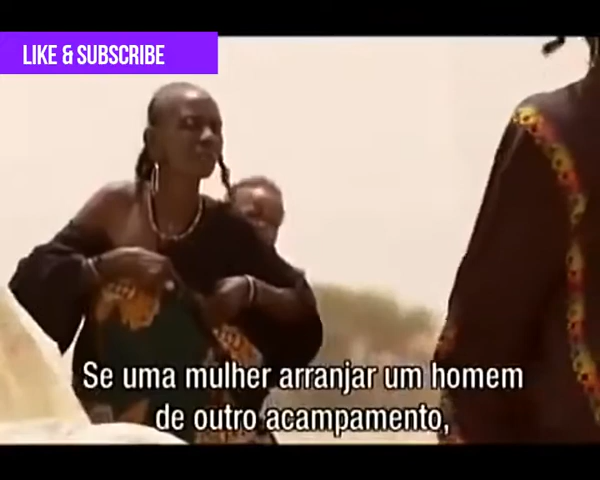 LIKE & SUBSCRIBE
Se uma mulher arranjar um homem
de outro acampamento,